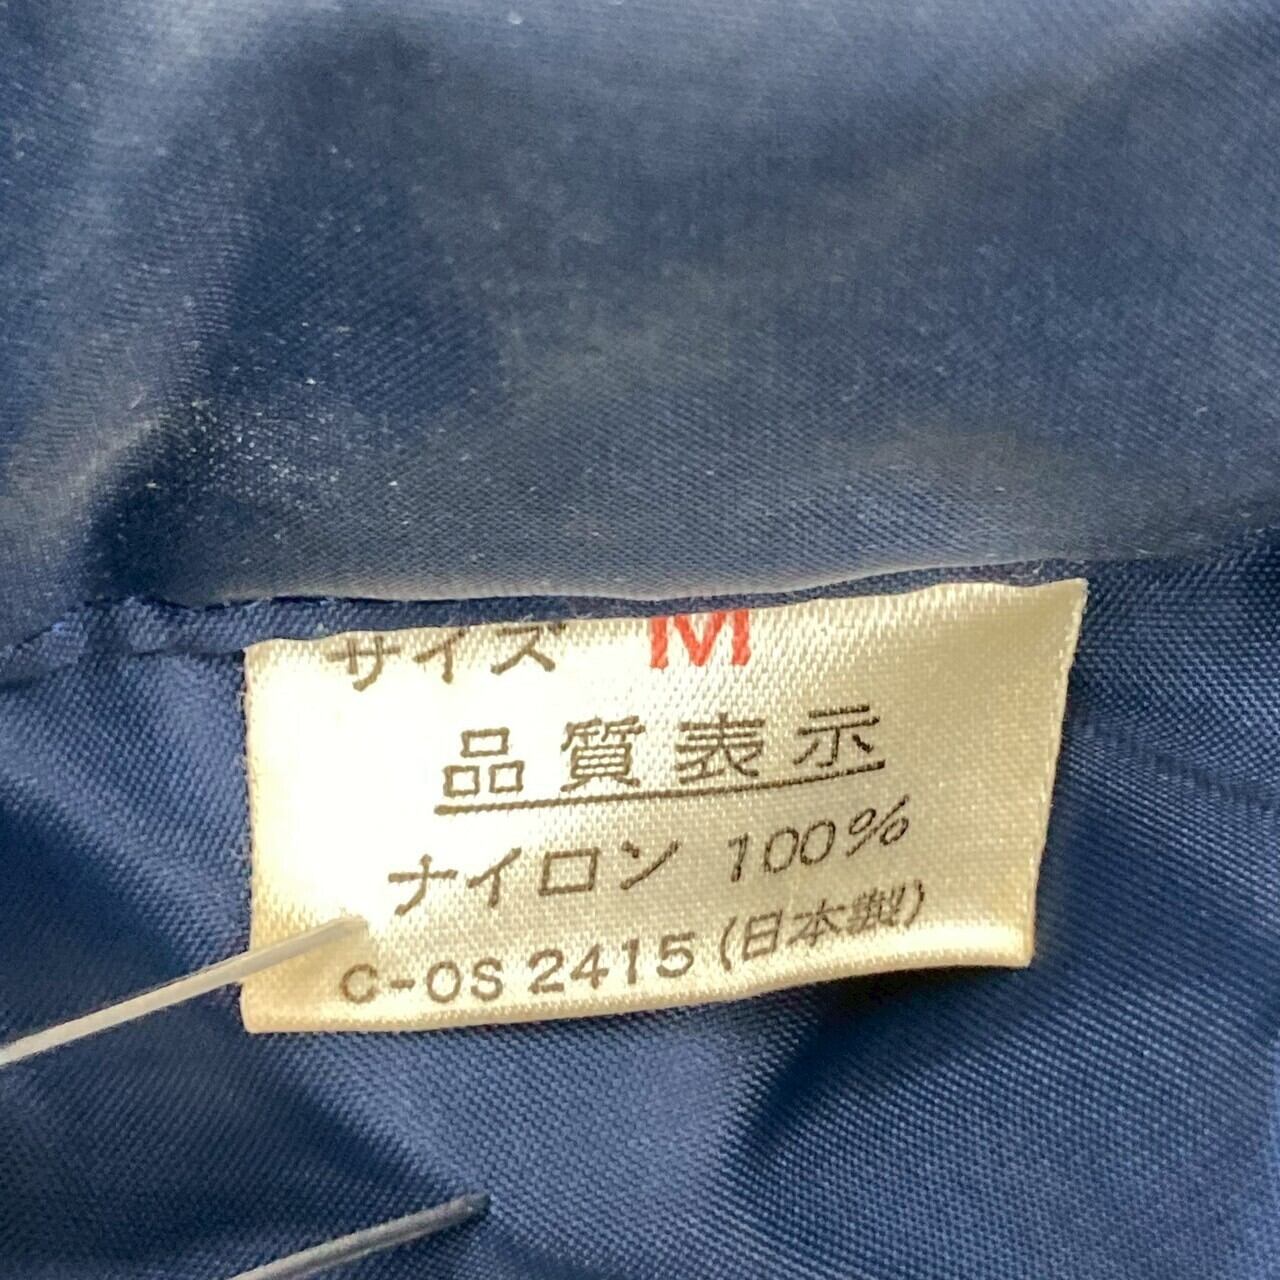 サイズ M
品質表示
ナイロン 100%
C-OS 2415 (日本製)